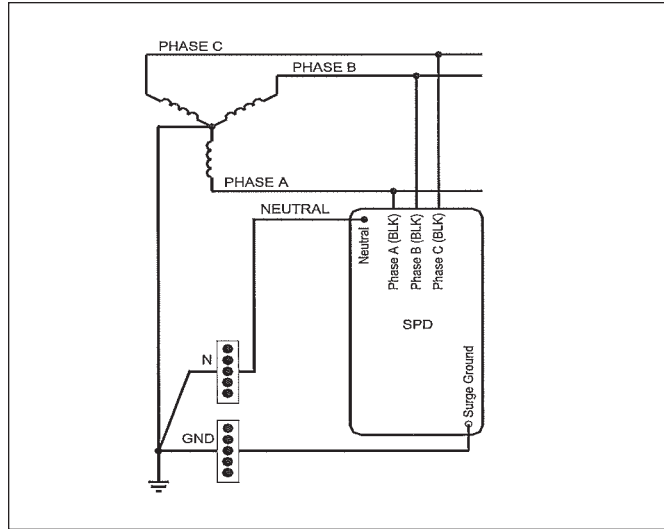 PHASE C
PHASE B
PHASE A
NEUTRAL
Neutral
Phase A (BLK)
Phase B (BLK)
Phase C (BLK)
SPD
Surge Ground
N
GND